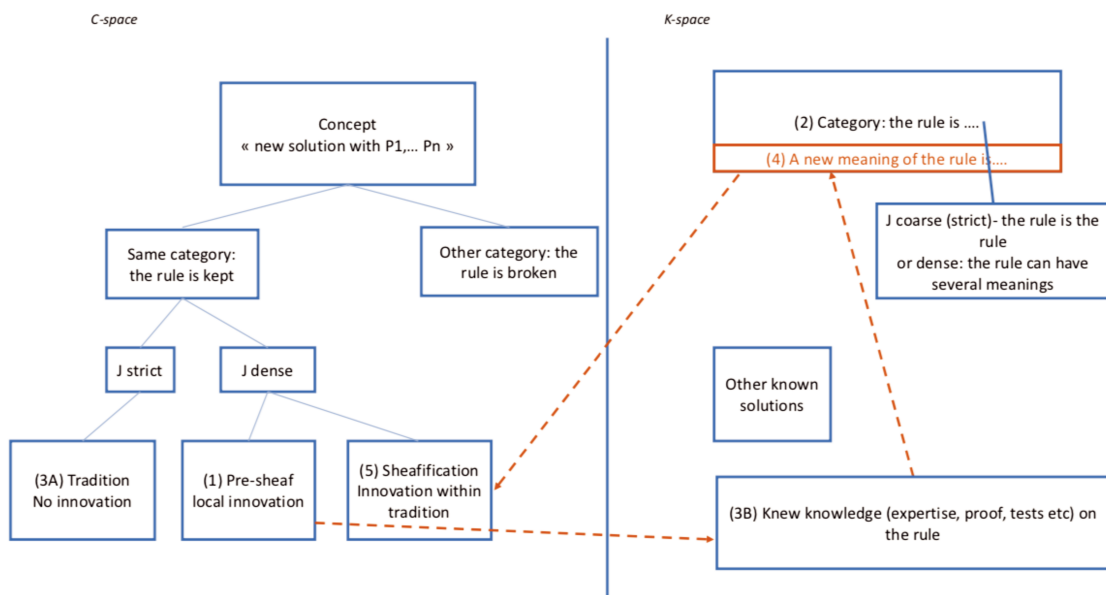 C-space
K-space
Concept
« new solution with P1,... Pn »
(2) Category: the rule is ....
(4) A new meaning of the rule is....
J coarse (strict)- the rule is the
rule
or dense: the rule can have
several meanings
Same category:
the rule is kept
Other category: the
rule is broken
J strict
J dense
Other known
solutions
(3A) Tradition
No innovation
(1) Pre-sheaf
local innovation
(5) Sheafification
Innovation within
tradition
(3B) Knew knowledge (expertise, proof, tests etc) on
the rule